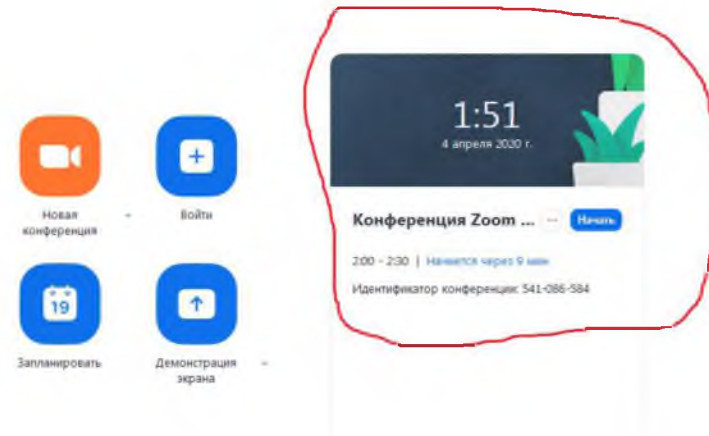 1:51
4 апреля 2020 г.
Новая
конференция
Войти
19
Запланировать
Демонстрация
экрана
Конференция Zoom ... ... Начать
2:00 - 2:30 | Начнется через 9 мин
Идентификатор конференции: 541-086-584